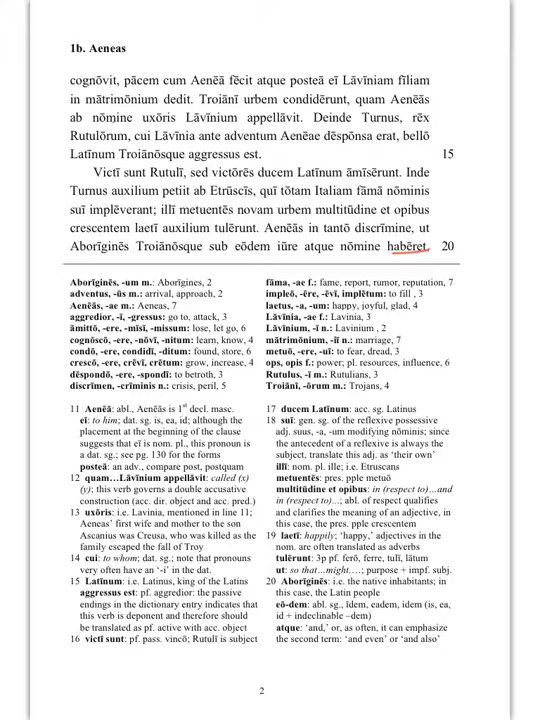 1b. Aeneas
cognōvit, pācem cum Aenēā fēcit atque posteā eī Lāvīniam fīliam
in mātrimōnium dedit. Troiānī urbem condidērunt, quam Aenēās
ab nōmine uxōris Lāvīnium appellāvit. Deinde Turnus, rēx
Rutulōrum, cui Lāvīnia ante adventum Aenēae dēspōnsa erat, bellō
Latīnum Troiānōsque aggressus est. 15
Victī sunt Rutulī, sed victōrēs ducem Latīnum āmīsērunt. Inde
Turnus auxilium petiit ab Etrūscīs, quī tōtam Italiam fāmā nōminis
suī implēverant; illī metuentēs novam urbem multitūdine et opibus
crescentem laetī auxilium tulērunt. Aenēās in tantō discrīmine, ut
Aborīginēs Troiānōsque sub eōdem iūre atque nōmine habēret, 20
Aborīginēs, -um m.: Aborigines, 2
adventus, -ūs m.: arrival, approach, 2
Aenēās, -ae m.: Aeneas, 7
aggredior, -ī, -gressus: go to, attack, 3
āmittō, -ere, -mīsī, -missum: lose, let go, 6
cognōscō, -ere, -nōvī, -nitum: learn, know, 4
condō, -ere, condidī, -ditum: found, store, 6
crescō, -ere, crēvī, crētum: grow, increase, 4
dēspondō, -ere, -spondī: to betroth, 3
discrīmen, -crīminis n.: crisis, peril, 5
fāma, -ae f.: fame, report, rumor, reputation, 7
impleō, -ēre, -ēvī, implētum: to fill , 3
laetus, -a, -um: happy, joyful, glad, 4
Lāvīnia, -ae f.: Lavinia, 3
Lāvīnium, -ī n.: Lavinium , 2
mātrimōnium, -iī n.: marriage, 7
metuō, -ere, -uī: to fear, dread, 3
ops, opis f.: power; pl. resources, influence, 6
Rutulus, -ī m.: Rutulians, 3
Troiānī, -ōrum m.: Trojans, 4
11 Aenēā: abl., Aenēās is 1st decl. masc.
eī: to him; dat. sg. is, ea, id; although the
placement at the beginning of the clause
suggests that eī is nom. pl., this pronoun is
a dat. sg.; see pg. 130 for the forms
posteā: an adv., compare post, postquam
12 quam…Lāvīnium appellāvit: called (x)
(y); this verb governs a double accusative
construction (acc. dir. object and acc. pred.)
13 uxōris: i.e. Lavinia, mentioned in line 11;
Aeneas' first wife and mother to the son
Ascanius was Creusa, who was killed as the
family escaped the fall of Troy
14 cui: to whom; dat. sg.; note that pronouns
very often have an '-i' in the dat.
15 Latīnum: i.e. Latinus, king of the Latins
aggressus est: pf. aggredior: the passive
endings in the dictionary entry indicates that
this verb is deponent and therefore should
be translated as pf. active with acc. object
16 victī sunt: pf. pass. vincō; Rutulī is subject
17 ducem Latīnum: acc. sg. Latinus
18 suī: gen. sg. of the reflexive possessive
adj. suus, -a, -um modifying nōminis; since
the antecedent of a reflexive is always the
subject, translate this adj. as 'their own'
illī: nom. pl. ille; i.e. Etruscans
metuentēs: pres. pple metuō
multitūdine et opibus: in (respect to)…and
in (respect to)...; abl. of respect qualifies
and clarifies the meaning of an adjective, in
this case, the pres. pple crescentem
19 laetī: happily; 'happy,' adjectives in the
nom. are often translated as adverbs
tulērunt: 3p pf. ferō, ferre, tulī, lātum
ut: so that…might….; purpose + impf. subj.
20 Aborīginēs: i.e. the native inhabitants; in
this case, the Latin people
eō-dem: abl. sg., īdem, eadem, idem (is, ea,
id + indeclinable –dem)
atque: 'and,' or, as often, it can emphasize
the second term: 'and even' or 'and also'
2